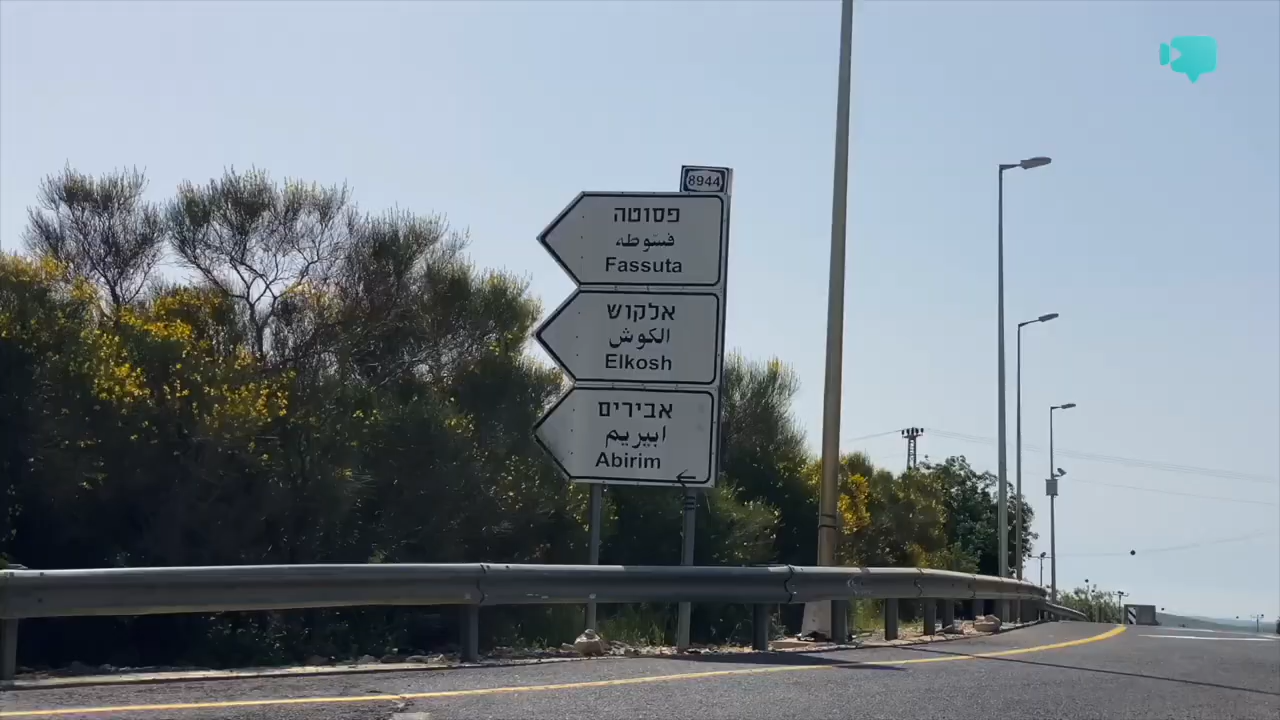 8944
פסוטה
فسوطه
Fassuta
אלקוש
الكوش
Elkosh
אבירים
ابيريم
Abirim